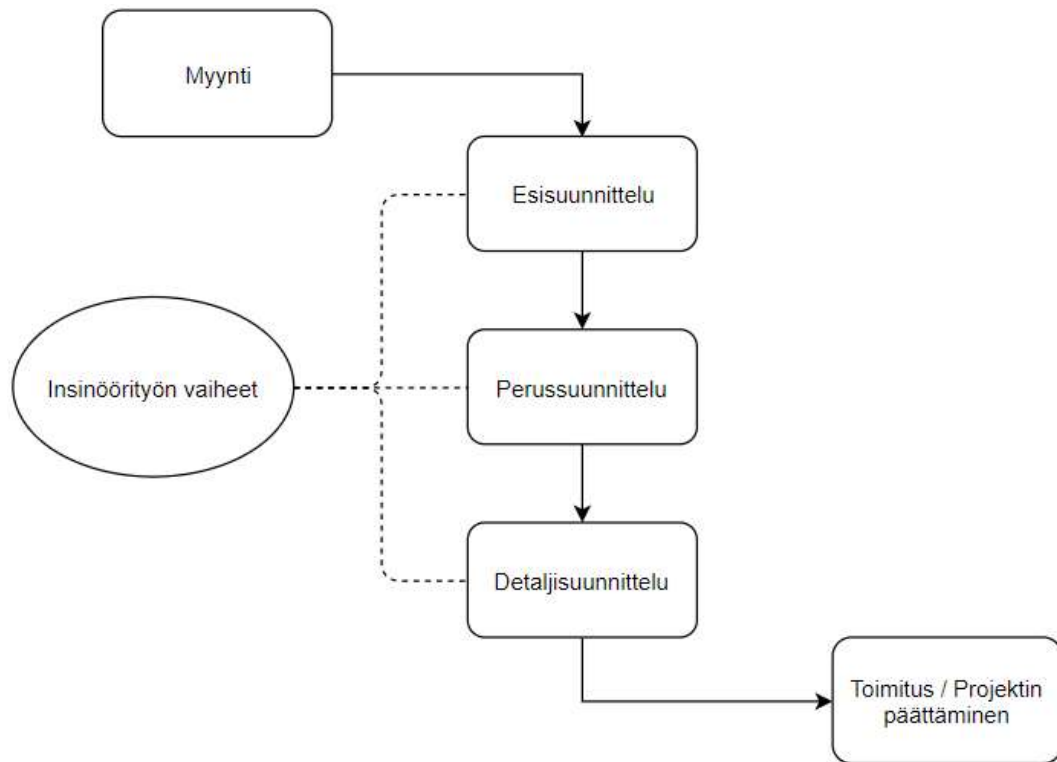 Myynti
Esisuunnittelu
Insinöörityön vaiheet
Perussuunnittelu
Detaljisuunnittelu
Toimitus / Projektin
päättäminen